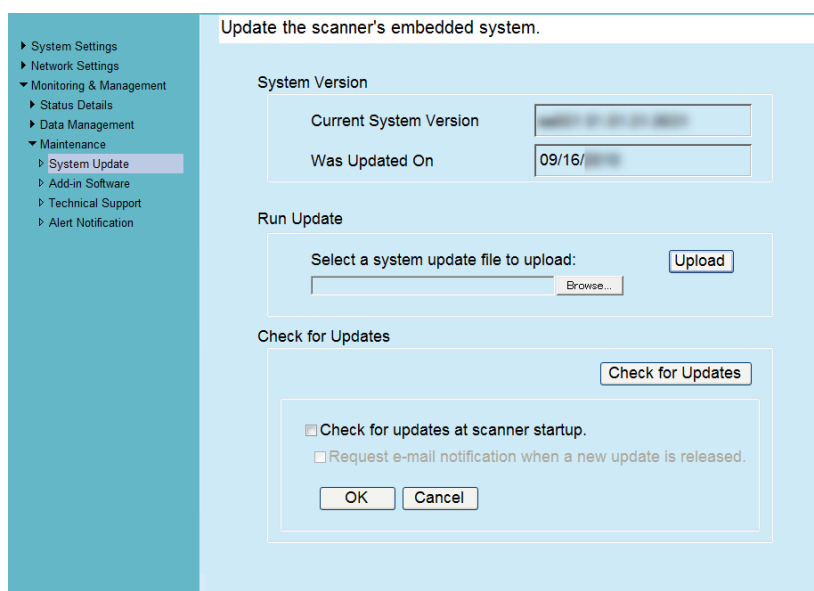 Update the scanner's embedded system.
System Settings
Network Settings
Monitoring & Management
Status Details
Data Management
Maintenance
System Update
Add-in Software
Technical Support
Alert Notification
System Version
Current System Version
Was Updated On 09/16/
Run Update
Select a system update file to upload: Upload
Browse...
Check for Updates
Check for Updates
Check for updates at scanner startup.
Request e-mail notification when a new update is released.
OK Cancel